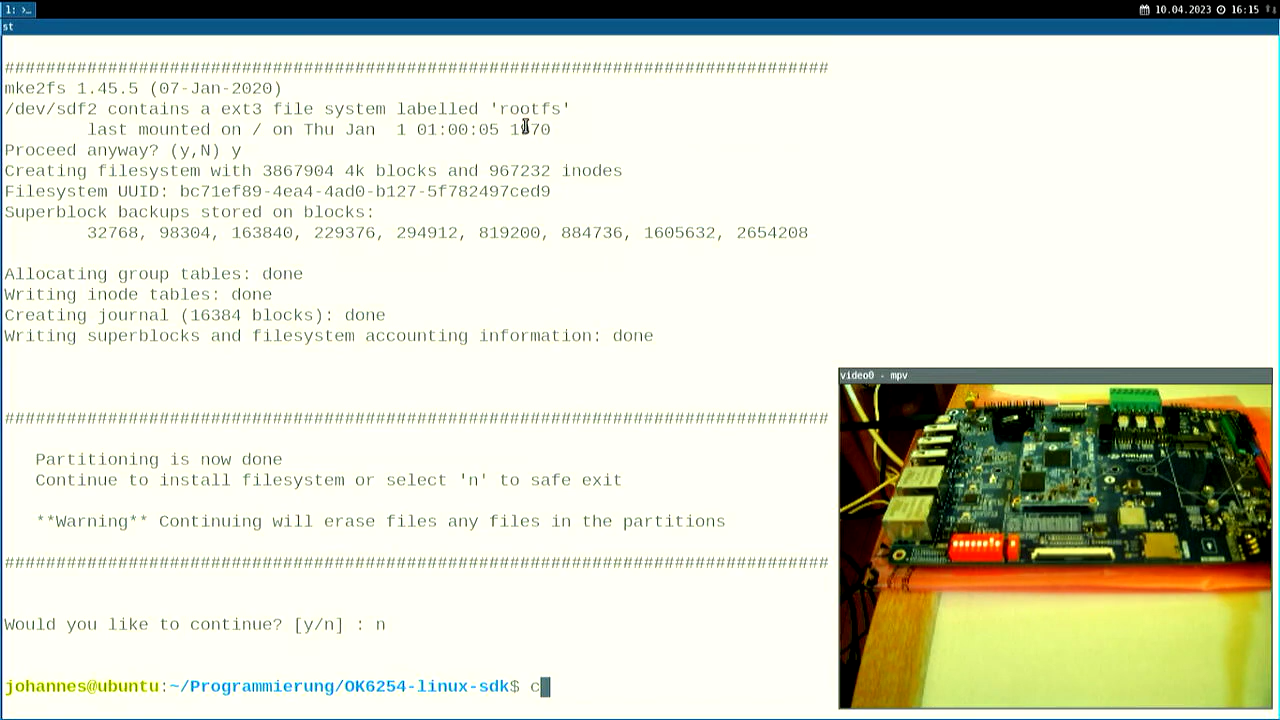 1: >_
10.04.2023 16:15
st
################################################################################
mke2fs 1.45.5 (07-Jan-2020)
/dev/sdf2 contains a ext3 file system labelled 'rootfs'
last mounted on / on Thu Jan  1 01:00:05 1970
Proceed anyway? (y,N) y
Creating filesystem with 3867904 4k blocks and 967232 inodes
Filesystem UUID: bc71ef89-4ea4-4ad0-b127-5f782497ced9
Superblock backups stored on blocks:
32768, 98304, 163840, 229376, 294912, 819200, 884736, 1605632, 2654208
Allocating group tables: done
Writing inode tables: done
Creating journal (16384 blocks): done
Writing superblocks and filesystem accounting information: done
################################################################################
Partitioning is now done
Continue to install filesystem or select 'n' to safe exit
**Warning** Continuing will erase files any files in the partitions
################################################################################
Would you like to continue? [y/n] : n
johannes@ubuntu:~/Programmierung/OK6254-linux-sdk$ c
video0 - mpv